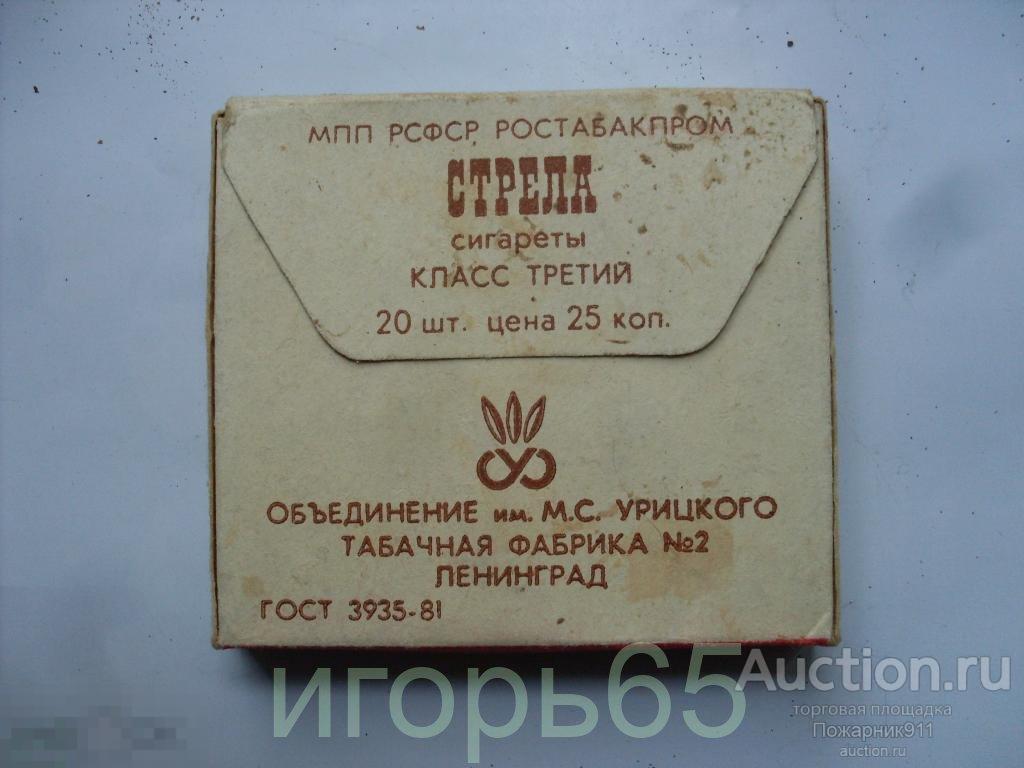 МПП РСФСР РОСТАБАКПРОМ
СТРЕЛА
сигареты
КЛАСС ТРЕТИЙ
20 шт. цена 25 коп.
ОБЪЕДИНЕНИЕ им. М.С. УРИЦКОГО
ТАБАЧНАЯ ФАБРИКА №2
ЛЕНИНГРАД
ГОСТ 3935-81
игорь65
Auction.ru
торговая площадка
Пожарник911
auction.ru